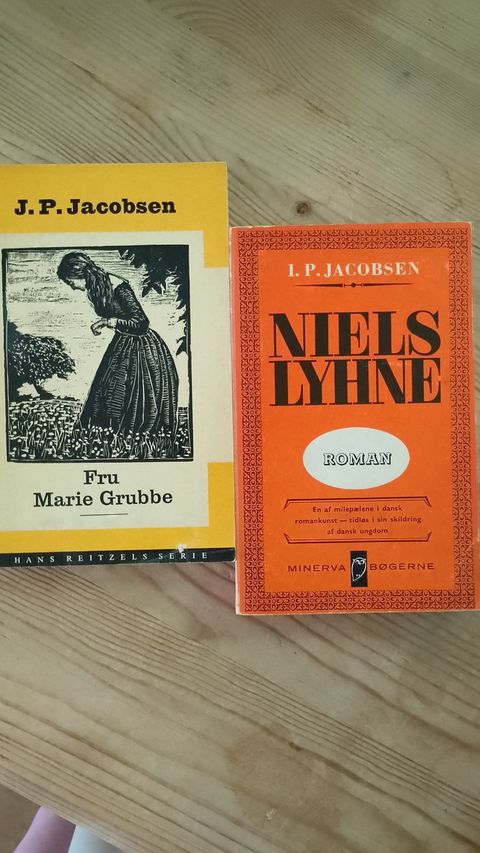 J. P. Jacobsen
Fru
Marie Grubbe
HANS REITZELS SERIE
I. P. JACOBSEN
NIELS
LYHNE
ROMAN
En af milepælene i dansk
romankunst — tidløs i sin skildring
af dansk ungdom
MINERVA BØGERNE